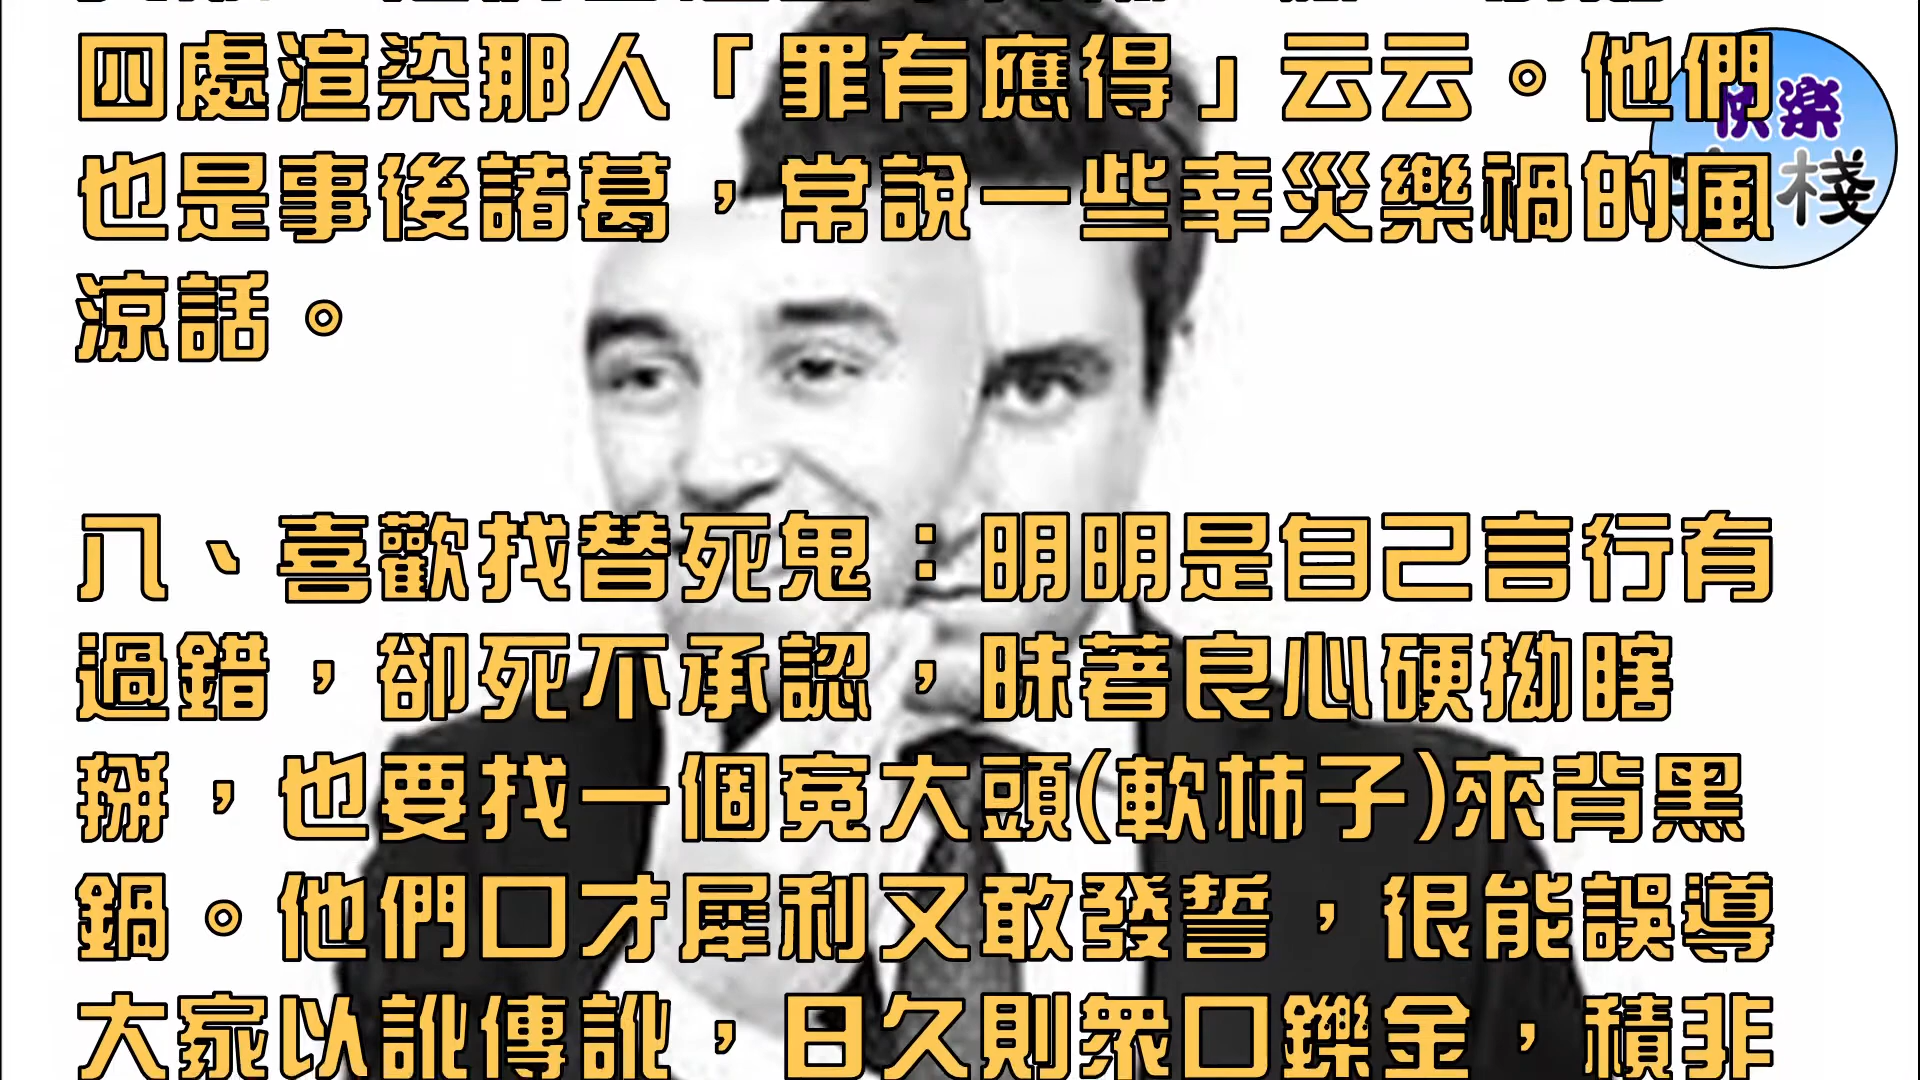 四處渲染那人「罪有應得」云云。他們
也是事後諸葛，常說一些幸災樂禍的風
涼話。
八、喜歡找替死鬼：明明是自己言行有
過錯，卻死不承認，昧著良心硬拗瞎
掰，也要找一個冤大頭(軟柿子)來背黑
鍋。他們口才犀利又敢發誓，很能誤導
大家以訛傳訛，日久則眾口鑠金，積非
快樂
棧